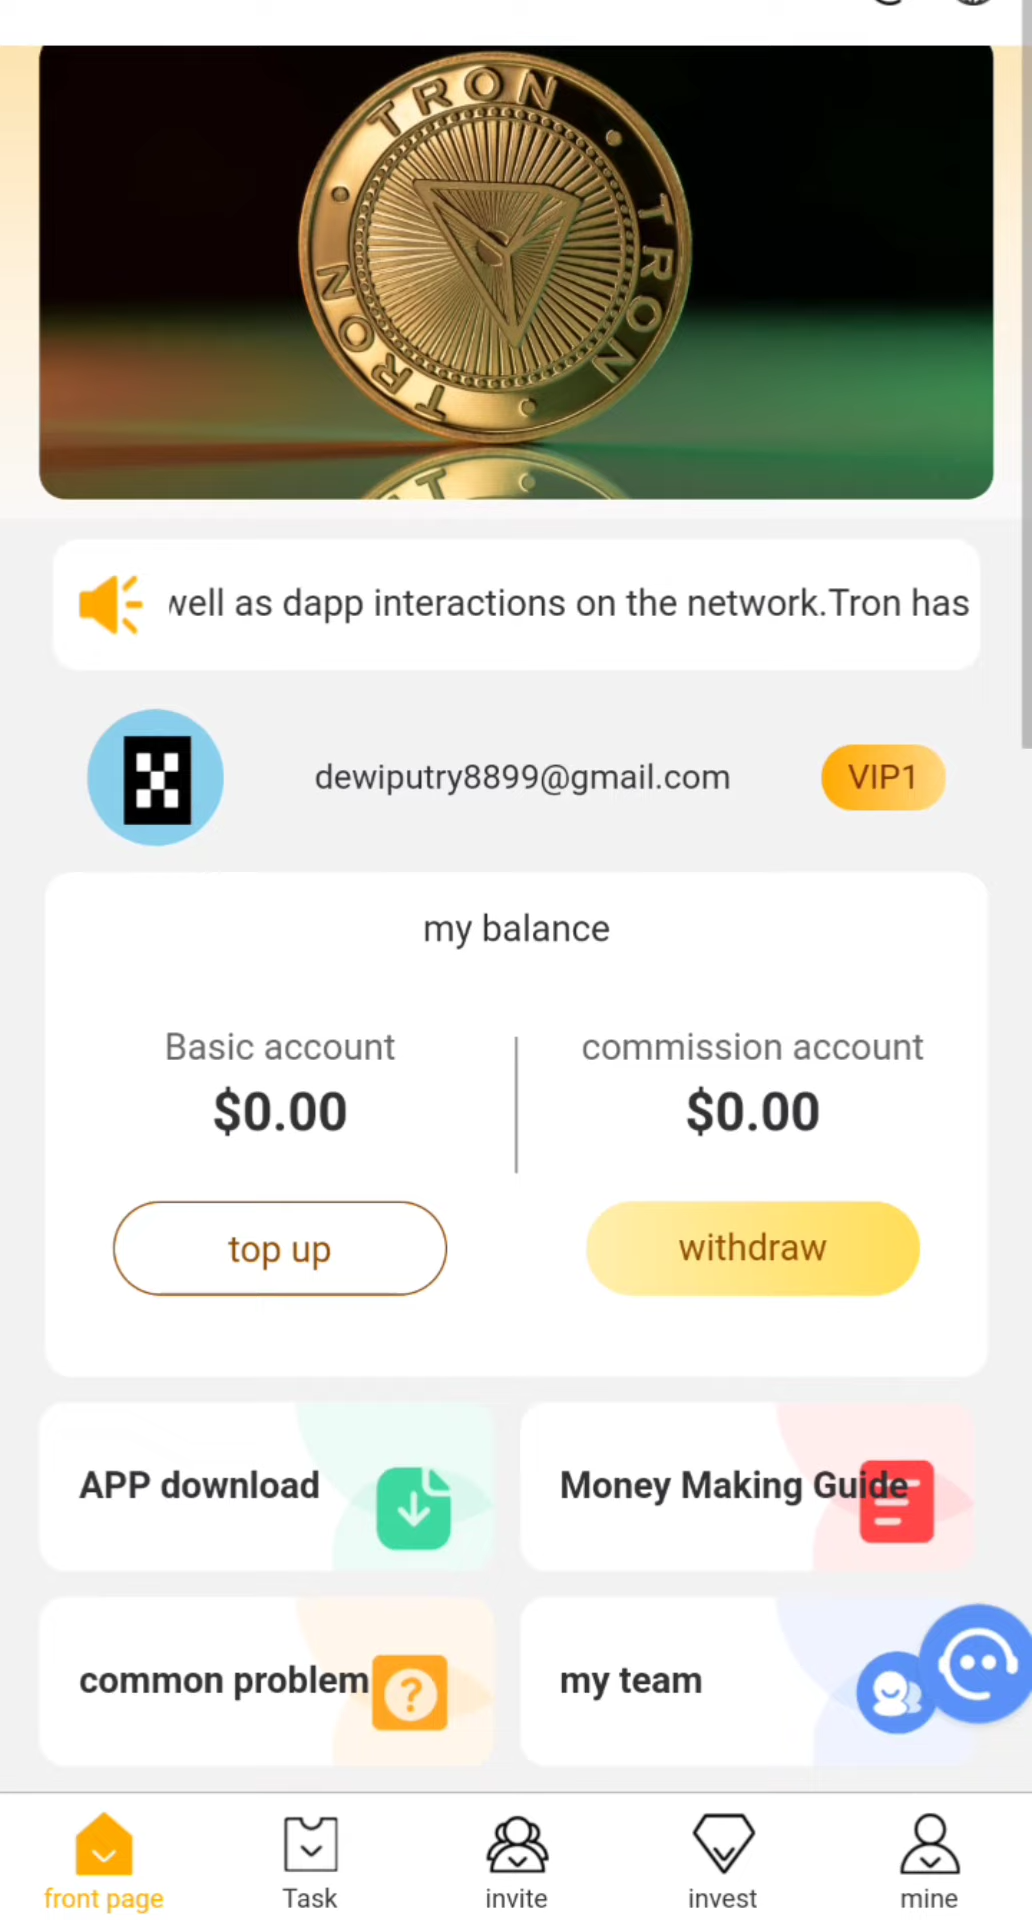 TRON TRON TRON
well as dapp interactions on the network.Tron has
dewiputry8899@gmail.com VIP1
my balance
Basic account commission account
$0.00 $0.00
top up withdraw
APP download Money Making Guide
common problem my team
front page Task invite invest mine